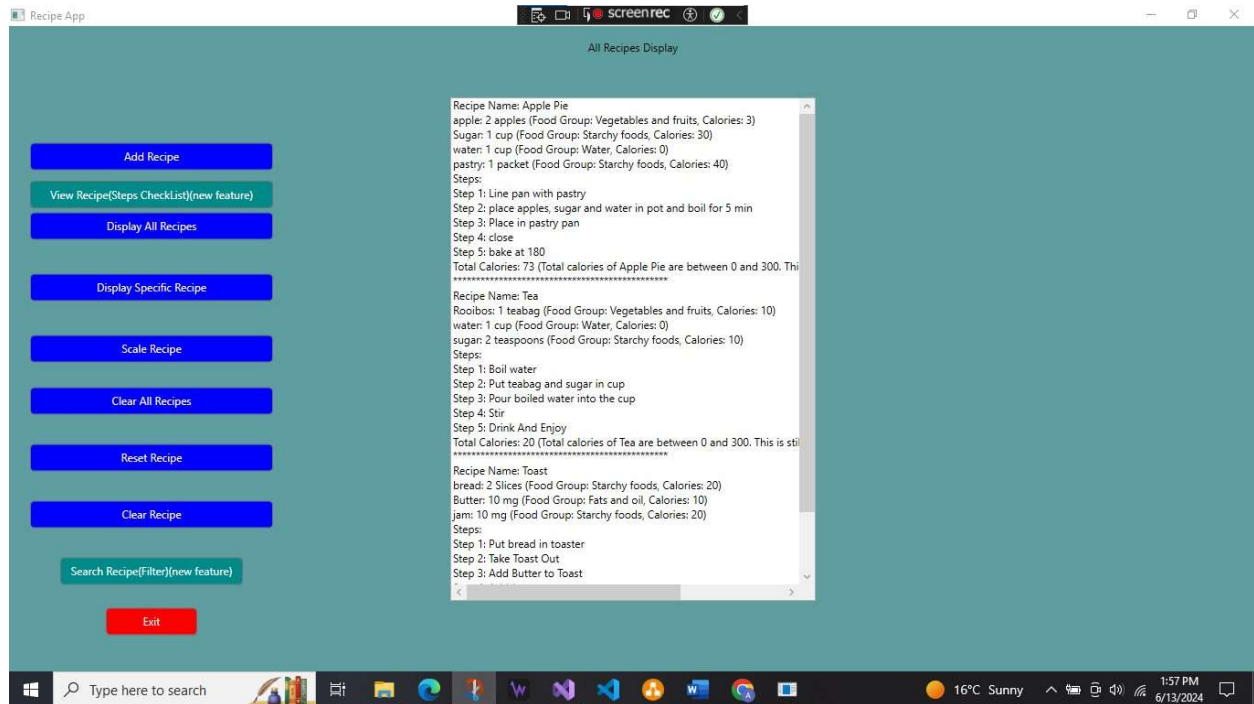 Recipe App
screenrec
All Recipes Display
Add Recipe
View Recipe(Steps CheckList)(new feature)
Display All Recipes
Display Specific Recipe
Scale Recipe
Clear All Recipes
Reset Recipe
Clear Recipe
Search Recipe(Filter)(new feature)
Exit
Recipe Name: Apple Pie
apple: 2 apples (Food Group: Vegetables and fruits, Calories: 3)
Sugar: 1 cup (Food Group: Starchy foods, Calories: 30)
water: 1 cup (Food Group: Water, Calories: 0)
pastry: 1 packet (Food Group: Starchy foods, Calories: 40)
Steps:
Step 1: Line pan with pastry
Step 2: place apples, sugar and water in pot and boil for 5 min
Step 3: Place in pastry pan
Step 4: close
Step 5: bake at 180
Total Calories: 73 (Total calories of Apple Pie are between 0 and 300. Thi
***********************************************
Recipe Name: Tea
Rooibos: 1 teabag (Food Group: Vegetables and fruits, Calories: 10)
water: 1 cup (Food Group: Water, Calories: 0)
sugar: 2 teaspoons (Food Group: Starchy foods, Calories: 10)
Steps:
Step 1: Boil water
Step 2: Put teabag and sugar in cup
Step 3: Pour boiled water into the cup
Step 4: Stir
Step 5: Drink And Enjoy
Total Calories: 20 (Total calories of Tea are between 0 and 300. This is stil
***********************************************
Recipe Name: Toast
bread: 2 Slices (Food Group: Starchy foods, Calories: 20)
Butter: 10 mg (Food Group: Fats and oil, Calories: 10)
jam: 10 mg (Food Group: Starchy foods, Calories: 20)
Steps:
Step 1: Put bread in toaster
Step 2: Take Toast Out
Step 3: Add Butter to Toast
Type here to search
16°C Sunny
1:57 PM
6/13/2024